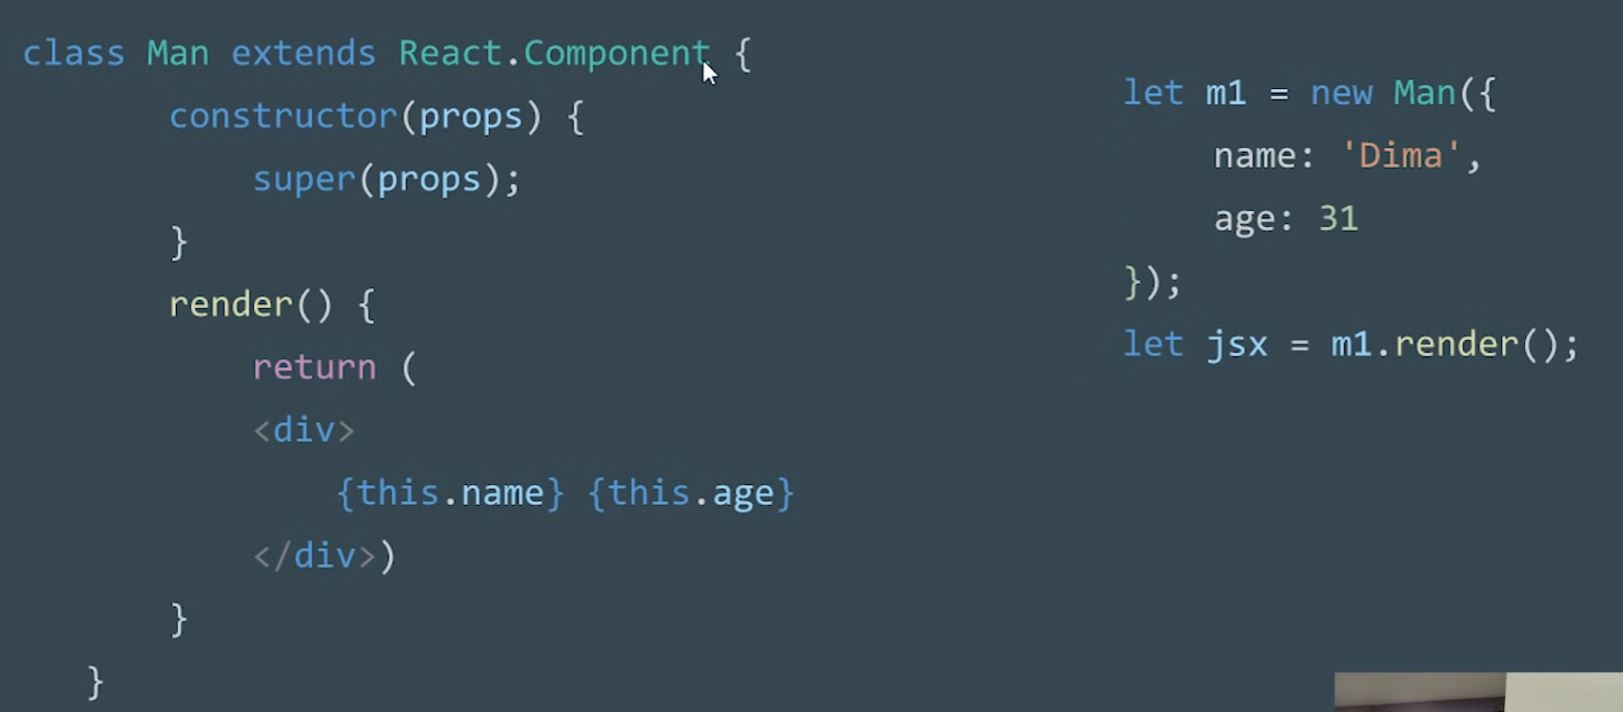 class Man extends React.Component {
constructor(props) {
super(props);
}
render() {
return (
<div>
{this.name} {this.age}
</div>)
}
}
let m1 = new Man({
name: 'Dima',
age: 31
});
let jsx = m1.render();